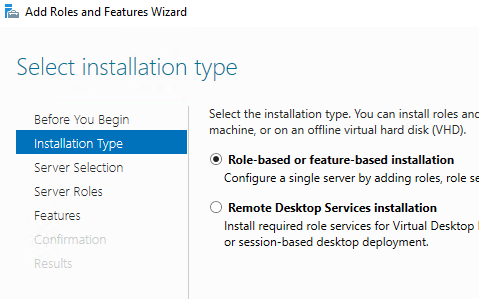 Add Roles and Features Wizard
Select installation type
Before You Begin
Installation Type
Server Selection
Server Roles
Features
Confirmation
Results
Select the installation type. You can install roles and
machine, or on an offline virtual hard disk (VHD).
Role-based or feature-based installation
Configure a single server by adding roles, role se
Remote Desktop Services installation
Install required role services for Virtual Desktop
or session-based desktop deployment.